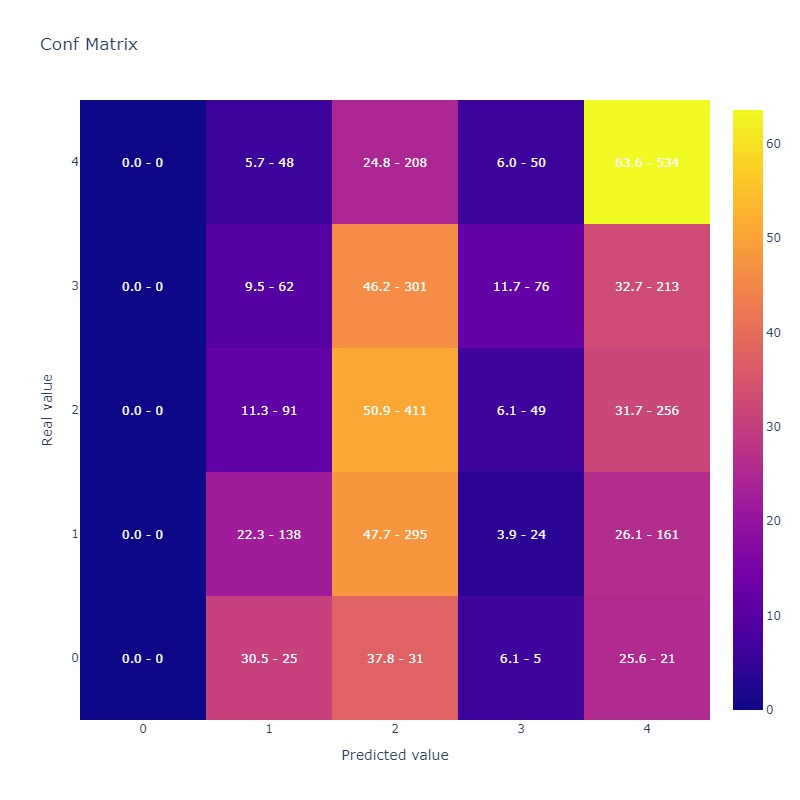 Conf Matrix
4 0.0 - 0 5.7 - 48 24.8 - 208 6.0 - 50 63.6 - 534
3 0.0 - 0 9.5 - 62 46.2 - 301 11.7 - 76 32.7 - 213
2 0.0 - 0 11.3 - 91 50.9 - 411 6.1 - 49 31.7 - 256
1 0.0 - 0 22.3 - 138 47.7 - 295 3.9 - 24 26.1 - 161
0 0.0 - 0 30.5 - 25 37.8 - 31 6.1 - 5 25.6 - 21
0 1 2 3 4
Predicted value
Real value
60
50
40
30
20
10
0